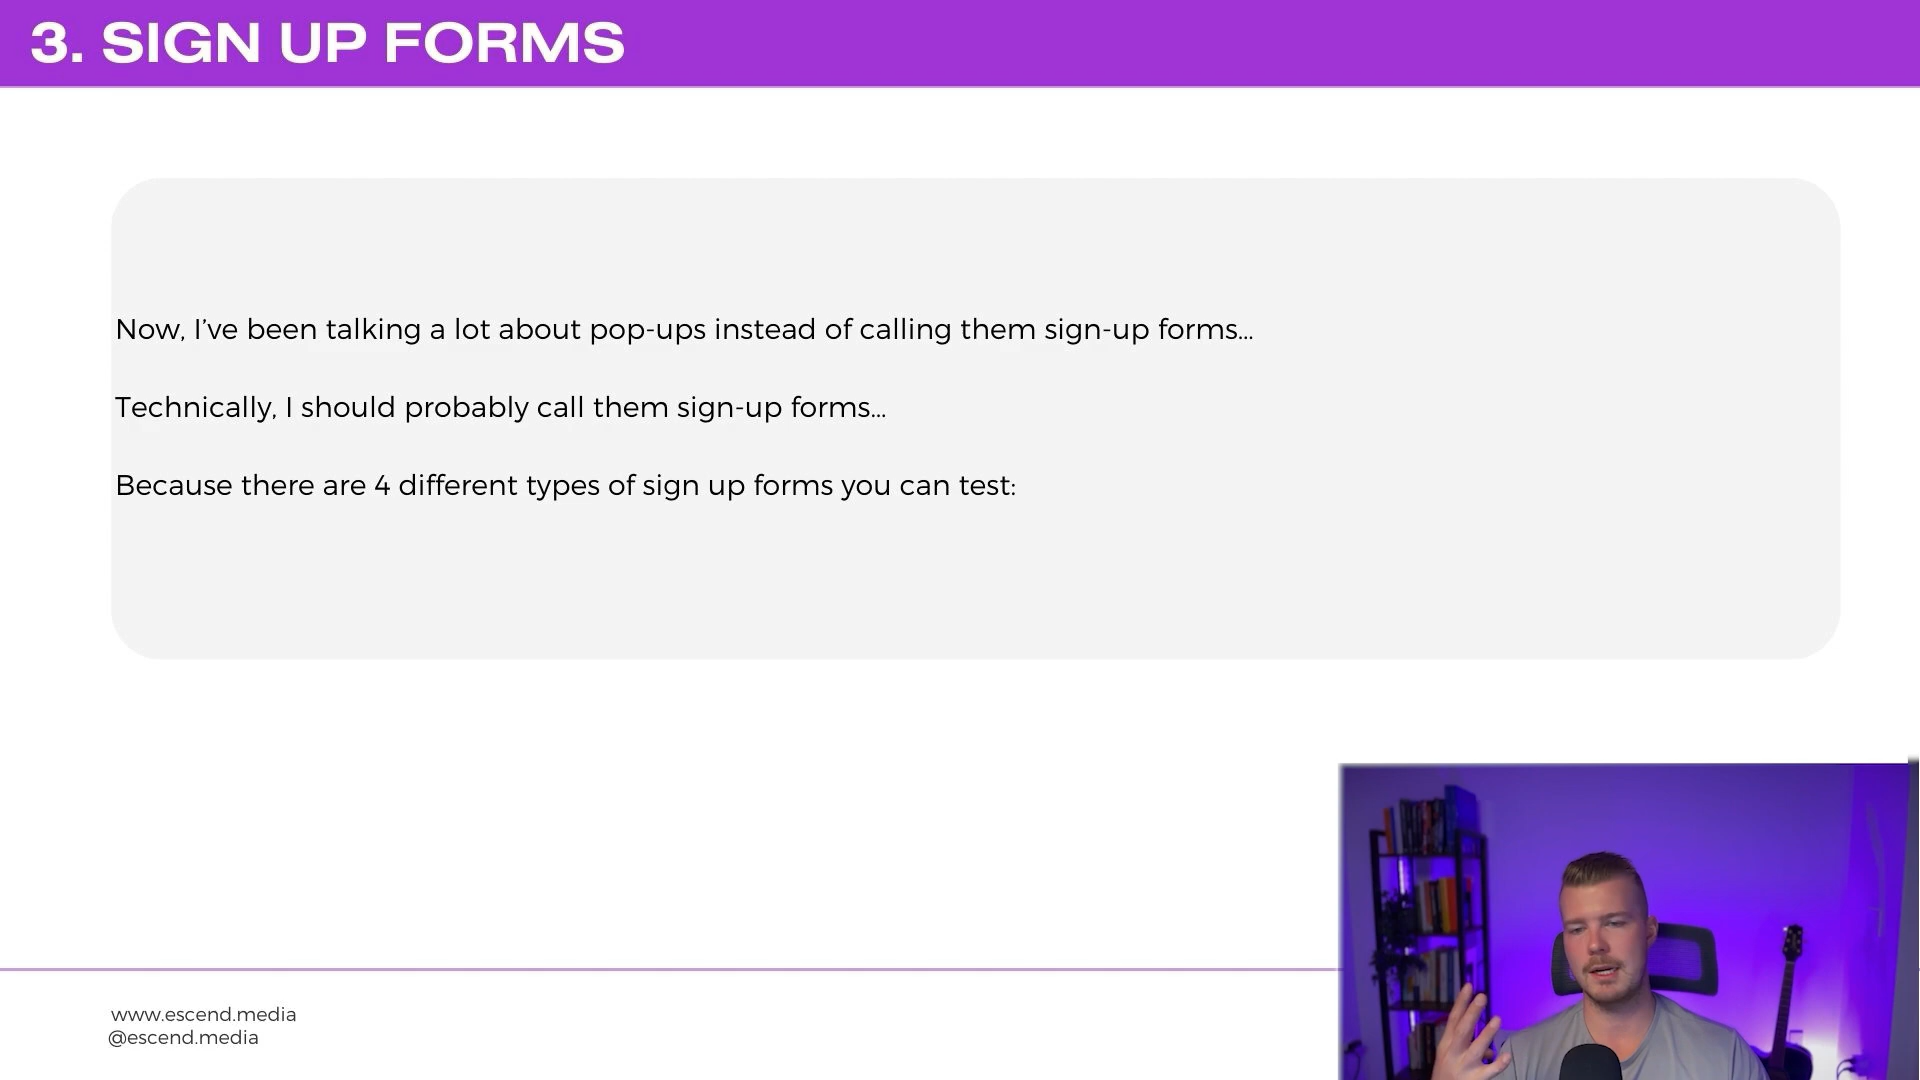 3. SIGN UP FORMS
Now, I’ve been talking a lot about pop-ups instead of calling them sign-up forms...
Technically, I should probably call them sign-up forms...
Because there are 4 different types of sign up forms you can test:
www.escend.media
@escend.media